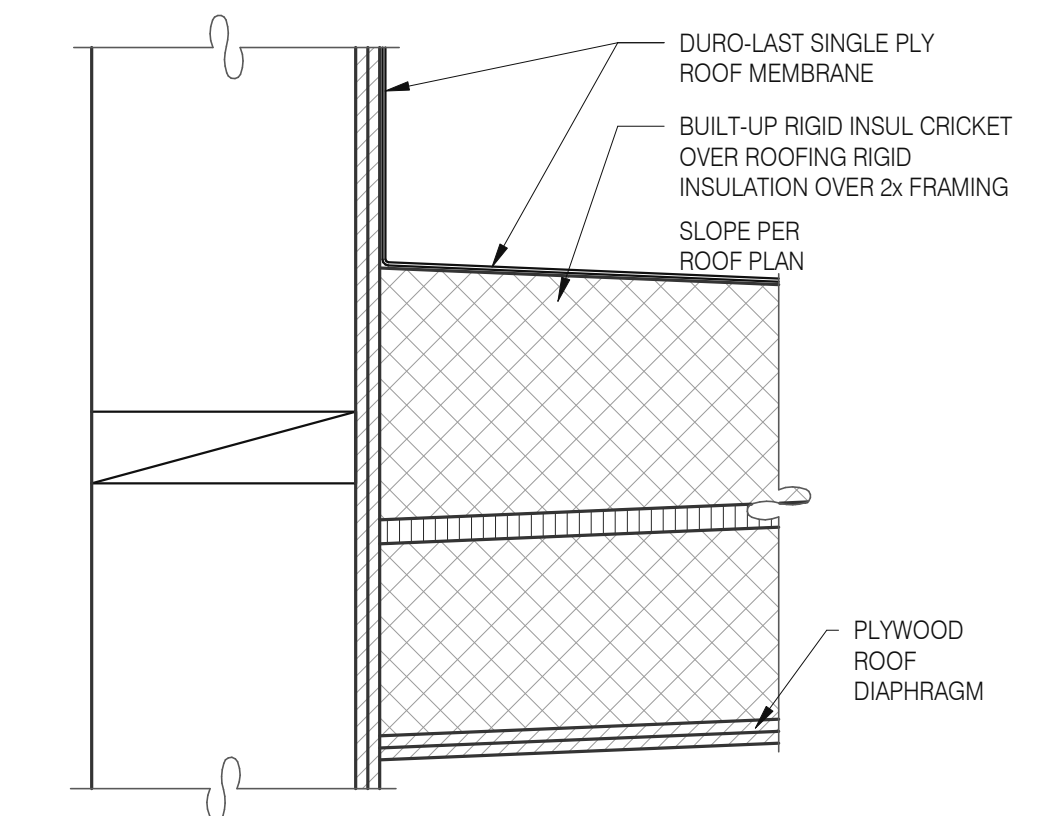 DURO-LAST SINGLE PLY
ROOF MEMBRANE
BUILT-UP RIGID INSUL CRICKET
OVER ROOFING RIGID
INSULATION OVER 2x FRAMING
SLOPE PER
ROOF PLAN
PLYWOOD
ROOF
DIAPHRAGM